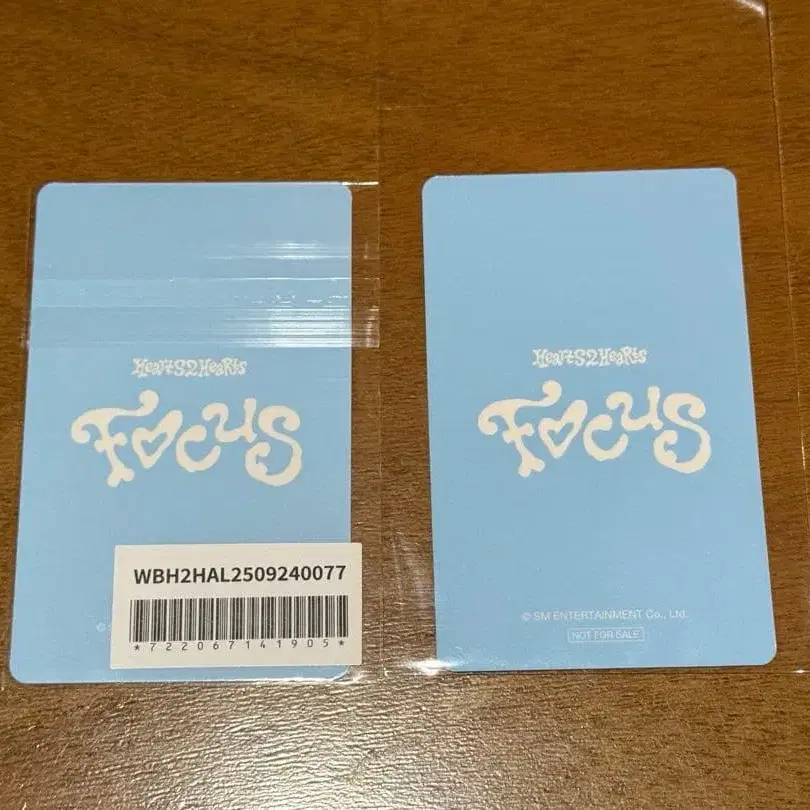 HeartS2HeaRts
FocuS
WBH2HAL2509240077
*722067141905*
©
HeartS2HeaRts
FocuS
© SM ENTERTAINMENT Co., Ltd.
NOT FOR SALE